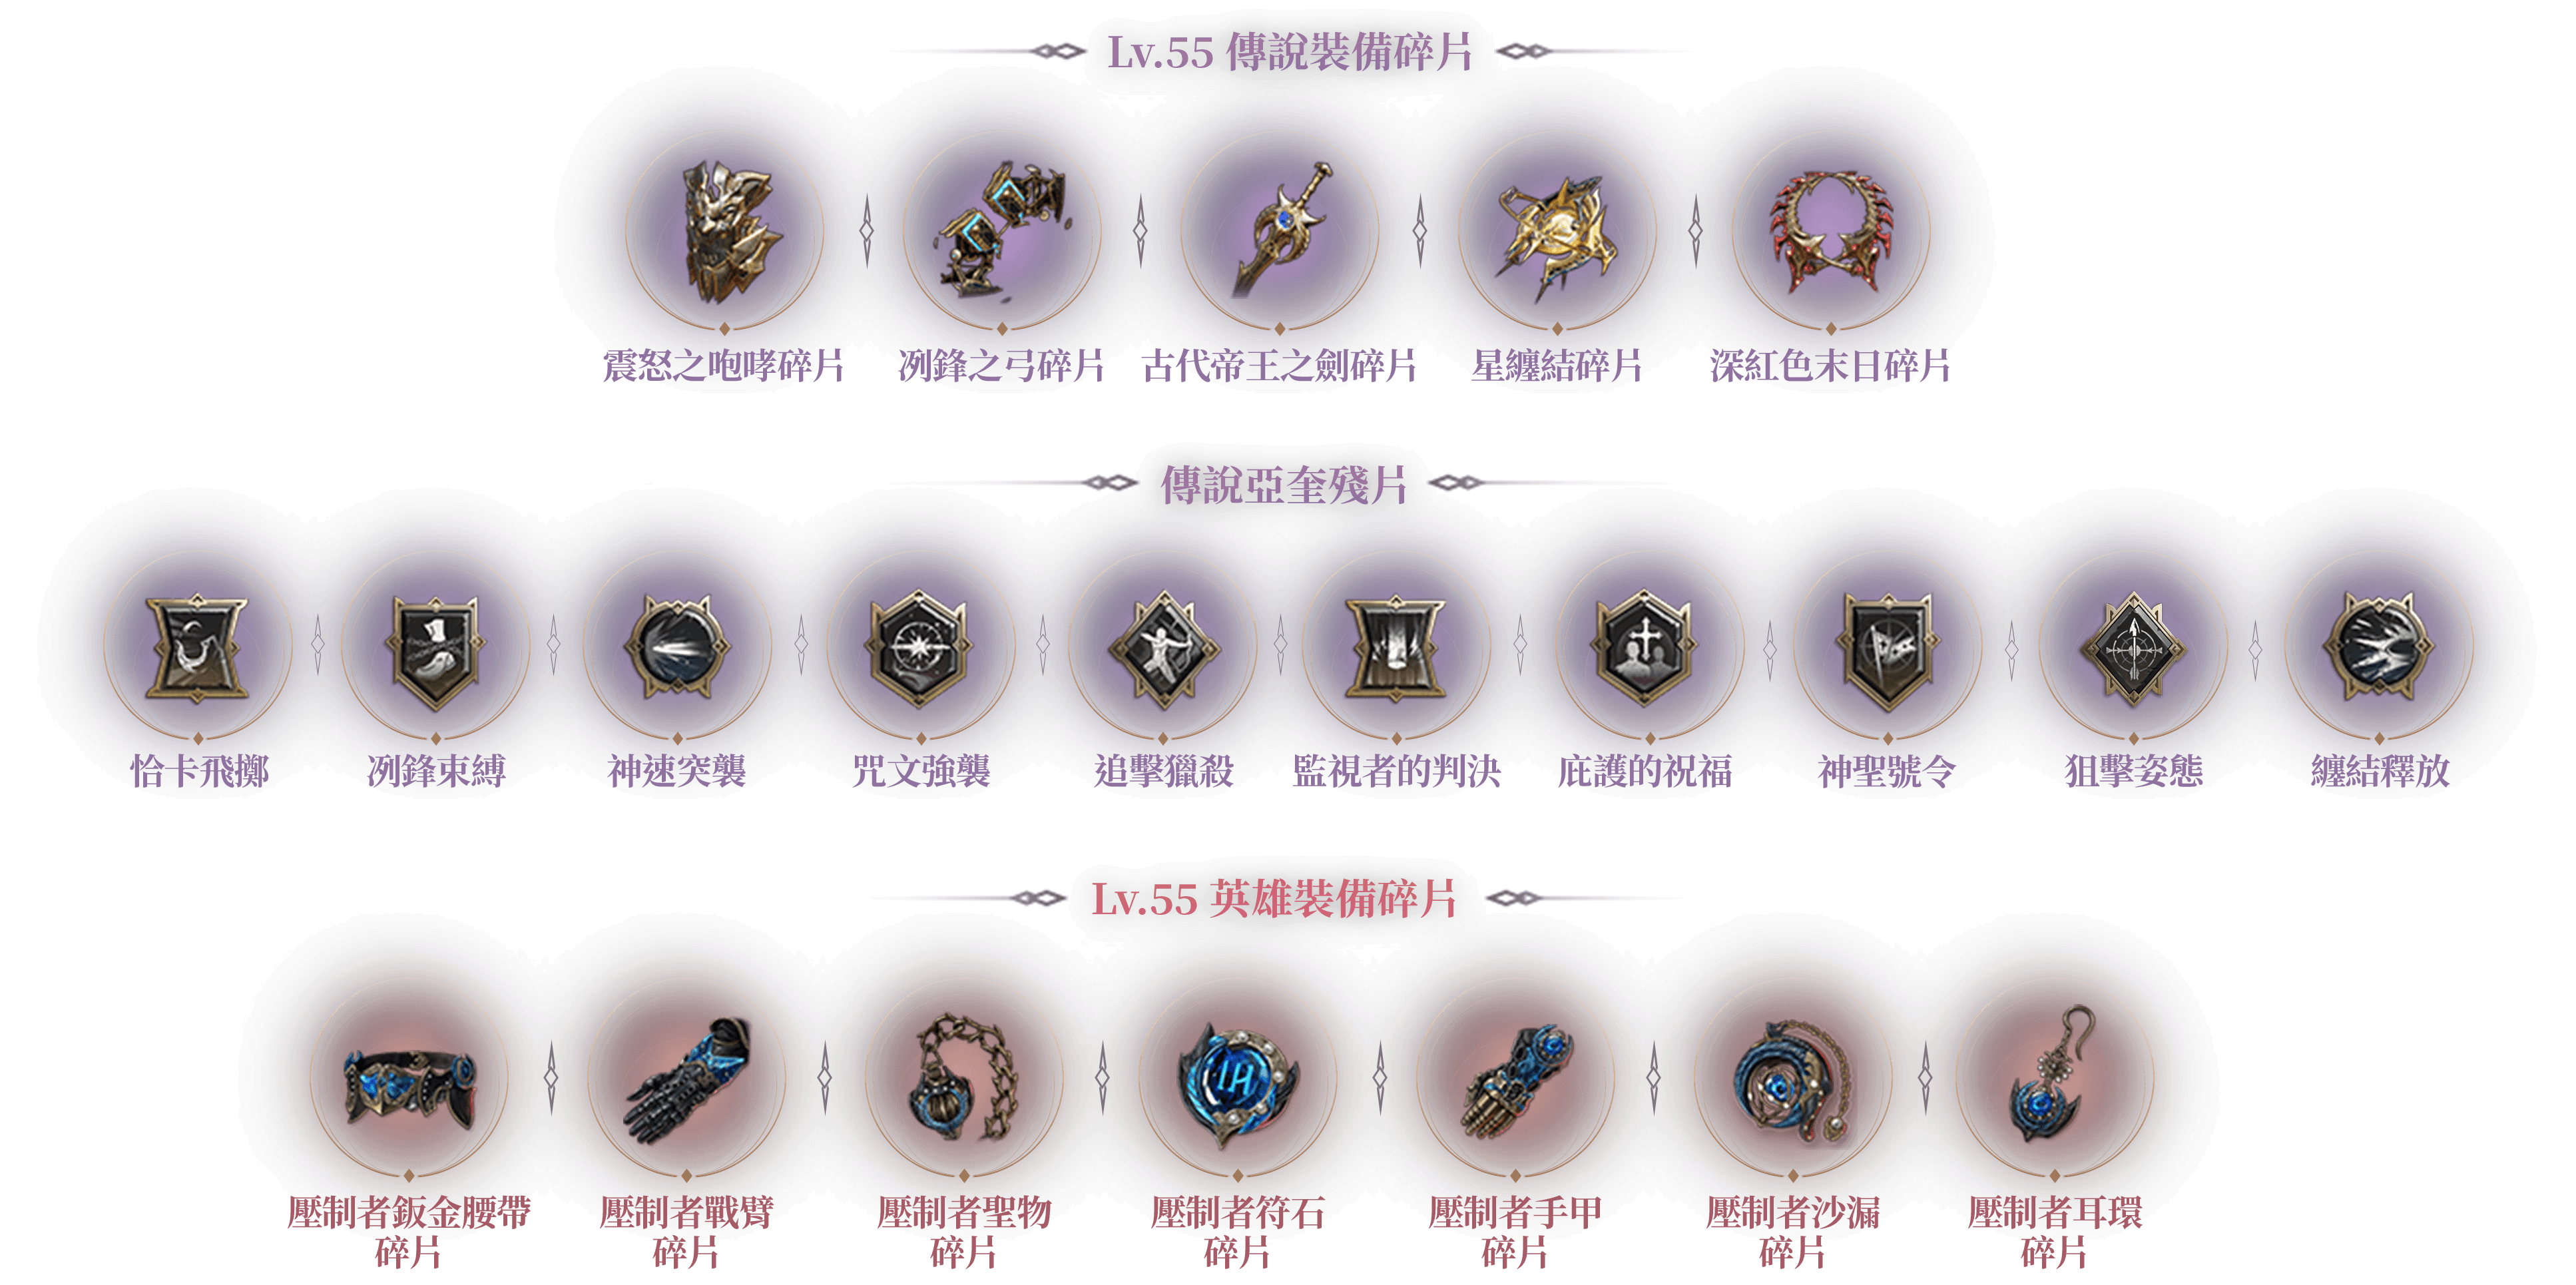 Lv.55 傳說裝備碎片
震怒之咆哮碎片
冽鋒之弓碎片
古代帝王之劍碎片
星纏結碎片
深紅色末日碎片
傳說亞奎殘片
恰卡飛擲
冽鋒束縛
神速突襲
咒文強襲
追擊獵殺
監視者的判決
庇護的祝福
神聖號令
狙擊姿態
纏結釋放
Lv.55 英雄裝備碎片
壓制者鈑金腰帶
碎片
壓制者戰臂
碎片
壓制者聖物
碎片
壓制者符石
碎片
壓制者手甲
碎片
壓制者沙漏
碎片
壓制者耳環
碎片